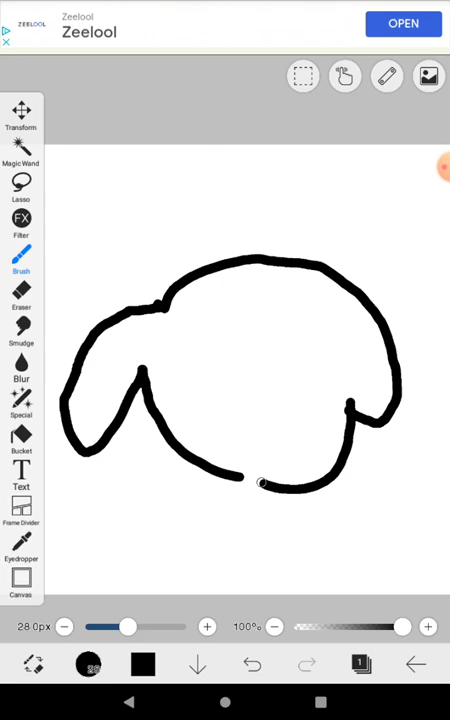 ZEELOOL
Zeelool
Zeelool
OPEN
Transform
Magic Wand
Lasso
FX
Filter
Brush
Eraser
Smudge
Blur
Special
Bucket
T
Text
Frame Divider
Eyedropper
Canvas
28.0px
100%
1